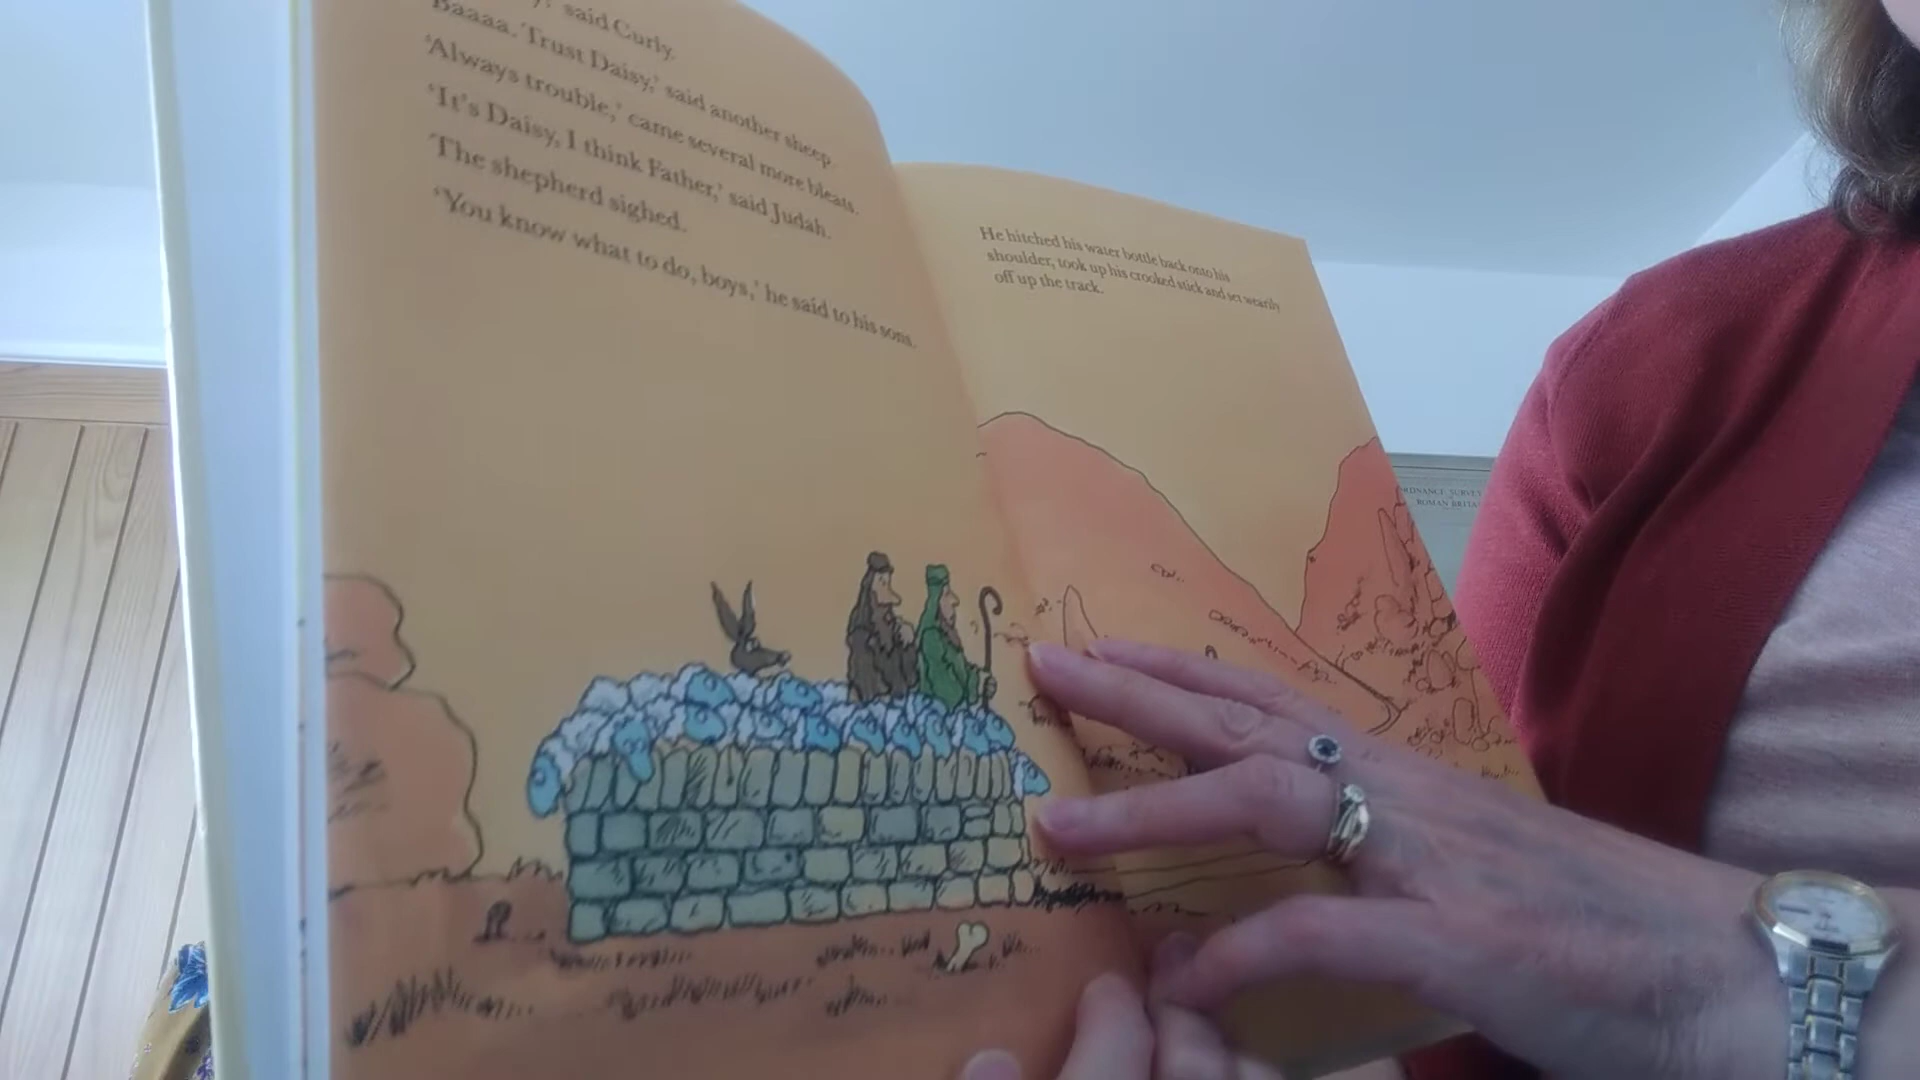 said Curly.
Baaaa. 'Trust Daisy,' said another sheep.
'Always trouble,' came several more bleats.
'It's Daisy, I think Father,' said Judah.
The shepherd sighed.
'You know what to do, boys,' he said to his sons.
He hitched his water bottle back onto his
shoulder, took up his crooked stick and set wearily
off up the track.
ORDNANCE SURVEY
ROMAN BRITAIN